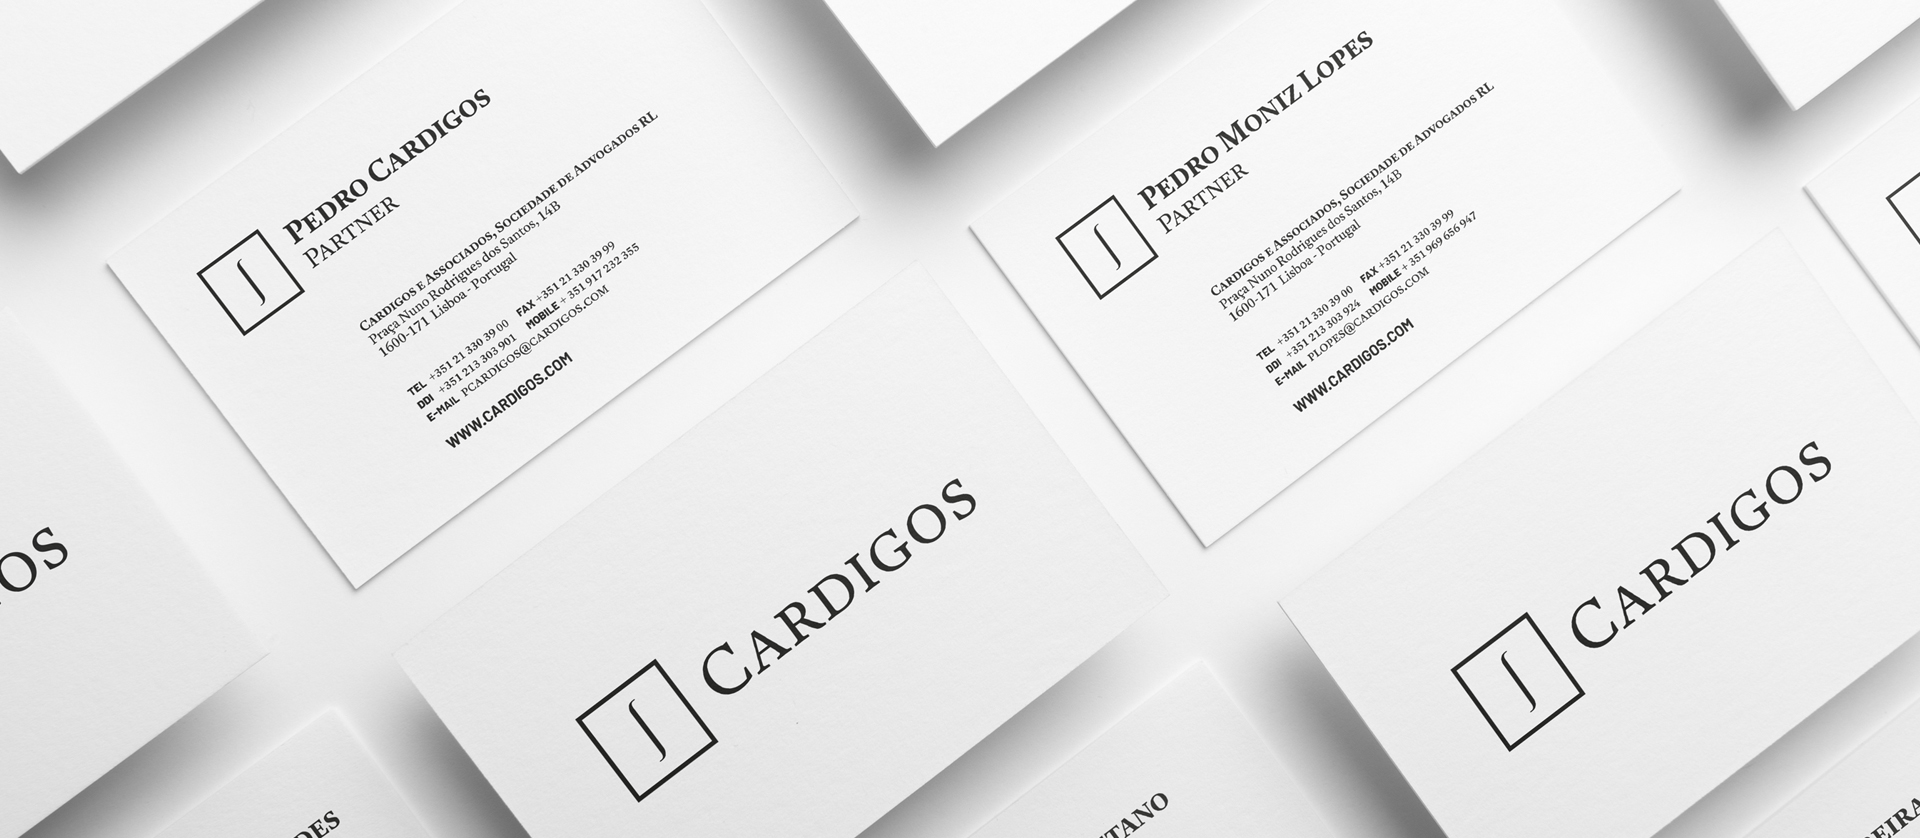 PEDRO CARDIGOS
PARTNER
CARDIGOS E ASSOCIADOS, SOCIEDADE DE ADVOGADOS RL
Praça Nuno Rodrigues dos Santos, 14B
1600-171 Lisboa - Portugal
TEL +351 21 330 39 00 FAX +351 21 330 39 99
DDI +351 213 303 901 MOBILE + 351 917 232 355
E-MAIL PCARDIGOS@CARDIGOS.COM
WWW.CARDIGOS.COM
PEDRO MONIZ LOPES
PARTNER
CARDIGOS E ASSOCIADOS, SOCIEDADE DE ADVOGADOS RL
Praça Nuno Rodrigues dos Santos, 14B
1600-171 Lisboa - Portugal
TEL +351 21 330 39 00 FAX +351 21 330 39 99
DDI +351 213 303 924 MOBILE + 351 969 656 947
E-MAIL PLOPES@CARDIGOS.COM
WWW.CARDIGOS.COM
OS
∫ CARDIGOS
∫ CARDIGOS
DES
TANO
EIRA